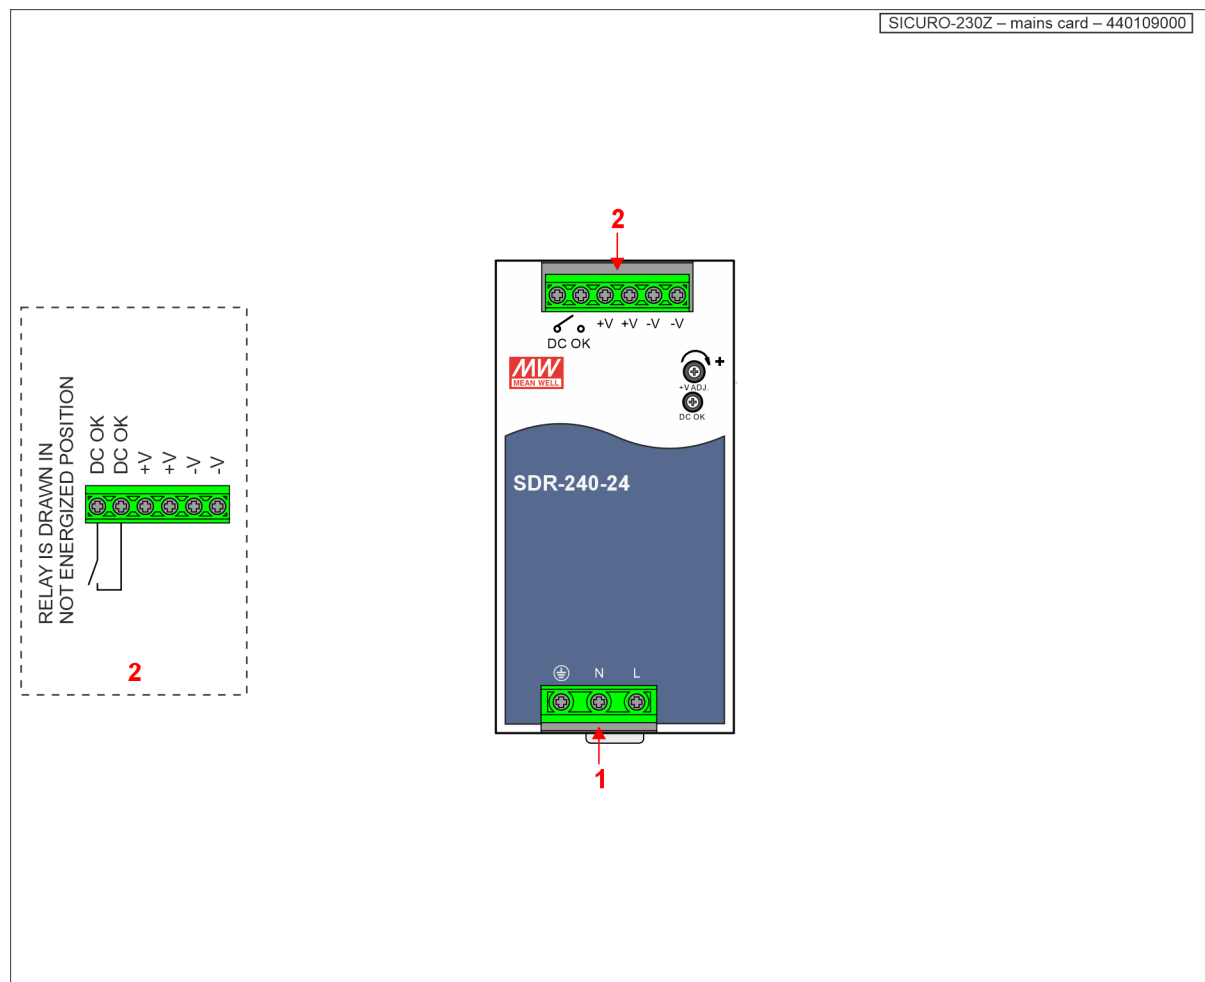 SICURO-230Z – mains card – 440109000
2
+V +V -V -V
DC OK
MW
MEAN WELL
+
+V ADJ.
DC OK
SDR-240-24
N L
1
RELAY IS DRAWN IN
NOT ENERGIZED POSITION
DC OK
DC OK
+V
+V
-V
-V
2